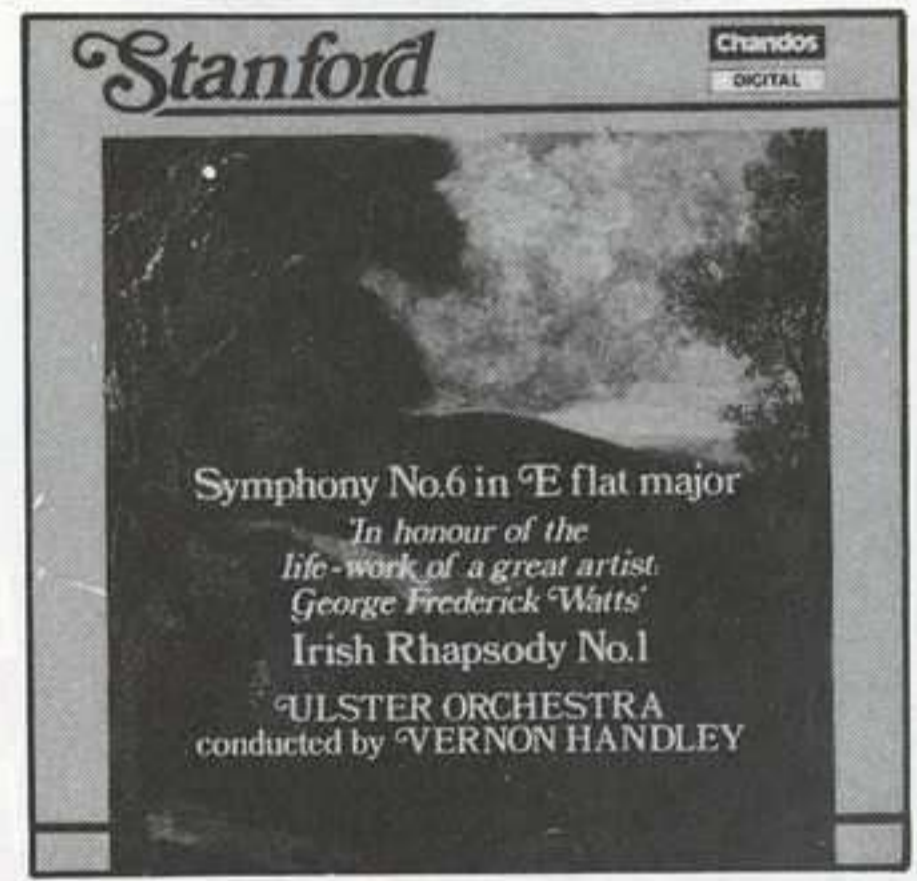 Stanford
Chandos
DIGITAL
Symphony No.6 in E flat major
'In honour of the
life-work of a great artist:
George Frederick Watts'
Irish Rhapsody No.1
ULSTER ORCHESTRA
conducted by VERNON HANDLEY